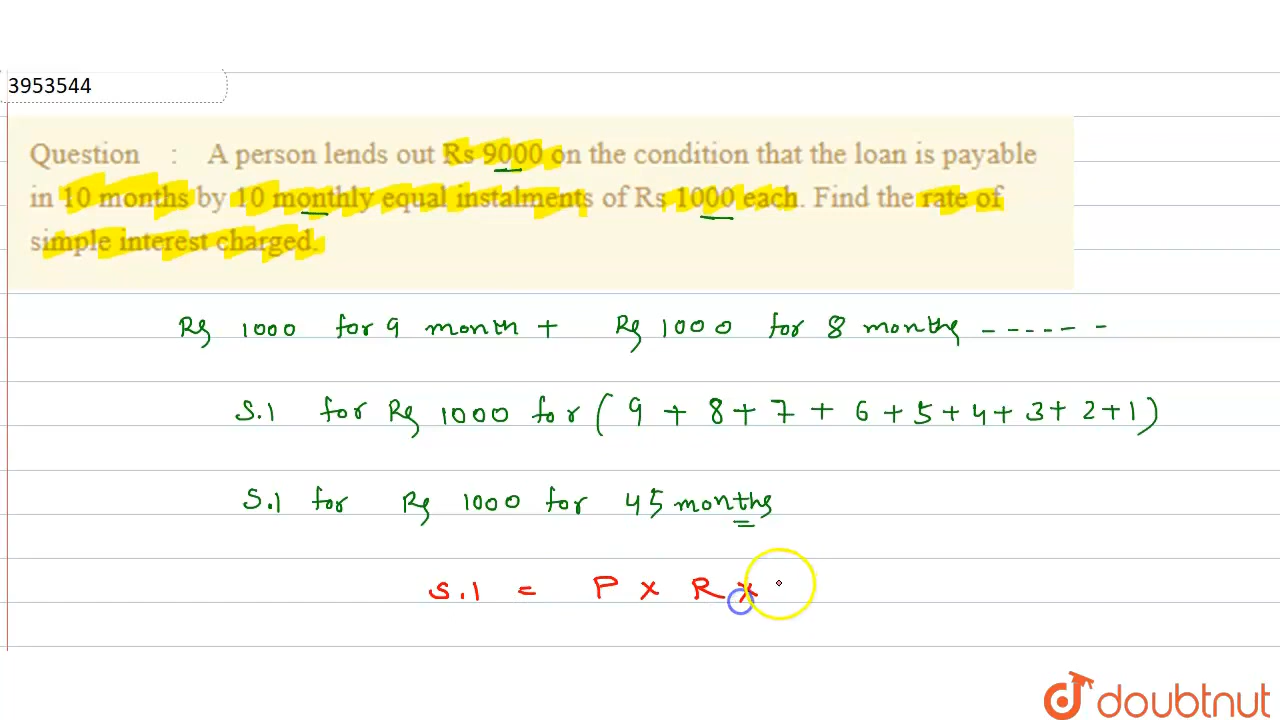 3953544
Question : A person lends out Rs 9000 on the condition that the loan is payable
in 10 months by 10 monthly equal instalments of Rs 1000 each. Find the rate of
simple interest charged.
Rs 1000 for 9 month + Rs 1000 for 8 months ------
S.I for Rs 1000 for (9 + 8 + 7 + 6 + 5 + 4 + 3 + 2 + 1)
S.I for Rs 1000 for 45 months
S.I = P x R x
doubtnut